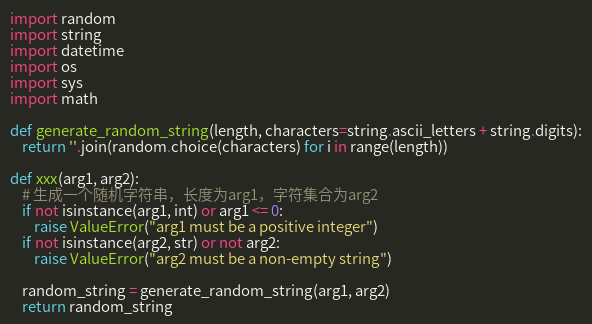 import random
import string
import datetime
import os
import sys
import math
def generate_random_string(length, characters=string.ascii_letters + string.digits):
return ''.join(random.choice(characters) for i in range(length))
def xxx(arg1, arg2):
# 生成一个随机字符串，长度为arg1，字符集合为arg2
if not isinstance(arg1, int) or arg1 <= 0:
raise ValueError("arg1 must be a positive integer")
if not isinstance(arg2, str) or not arg2:
raise ValueError("arg2 must be a non-empty string")
random_string = generate_random_string(arg1, arg2)
return random_string